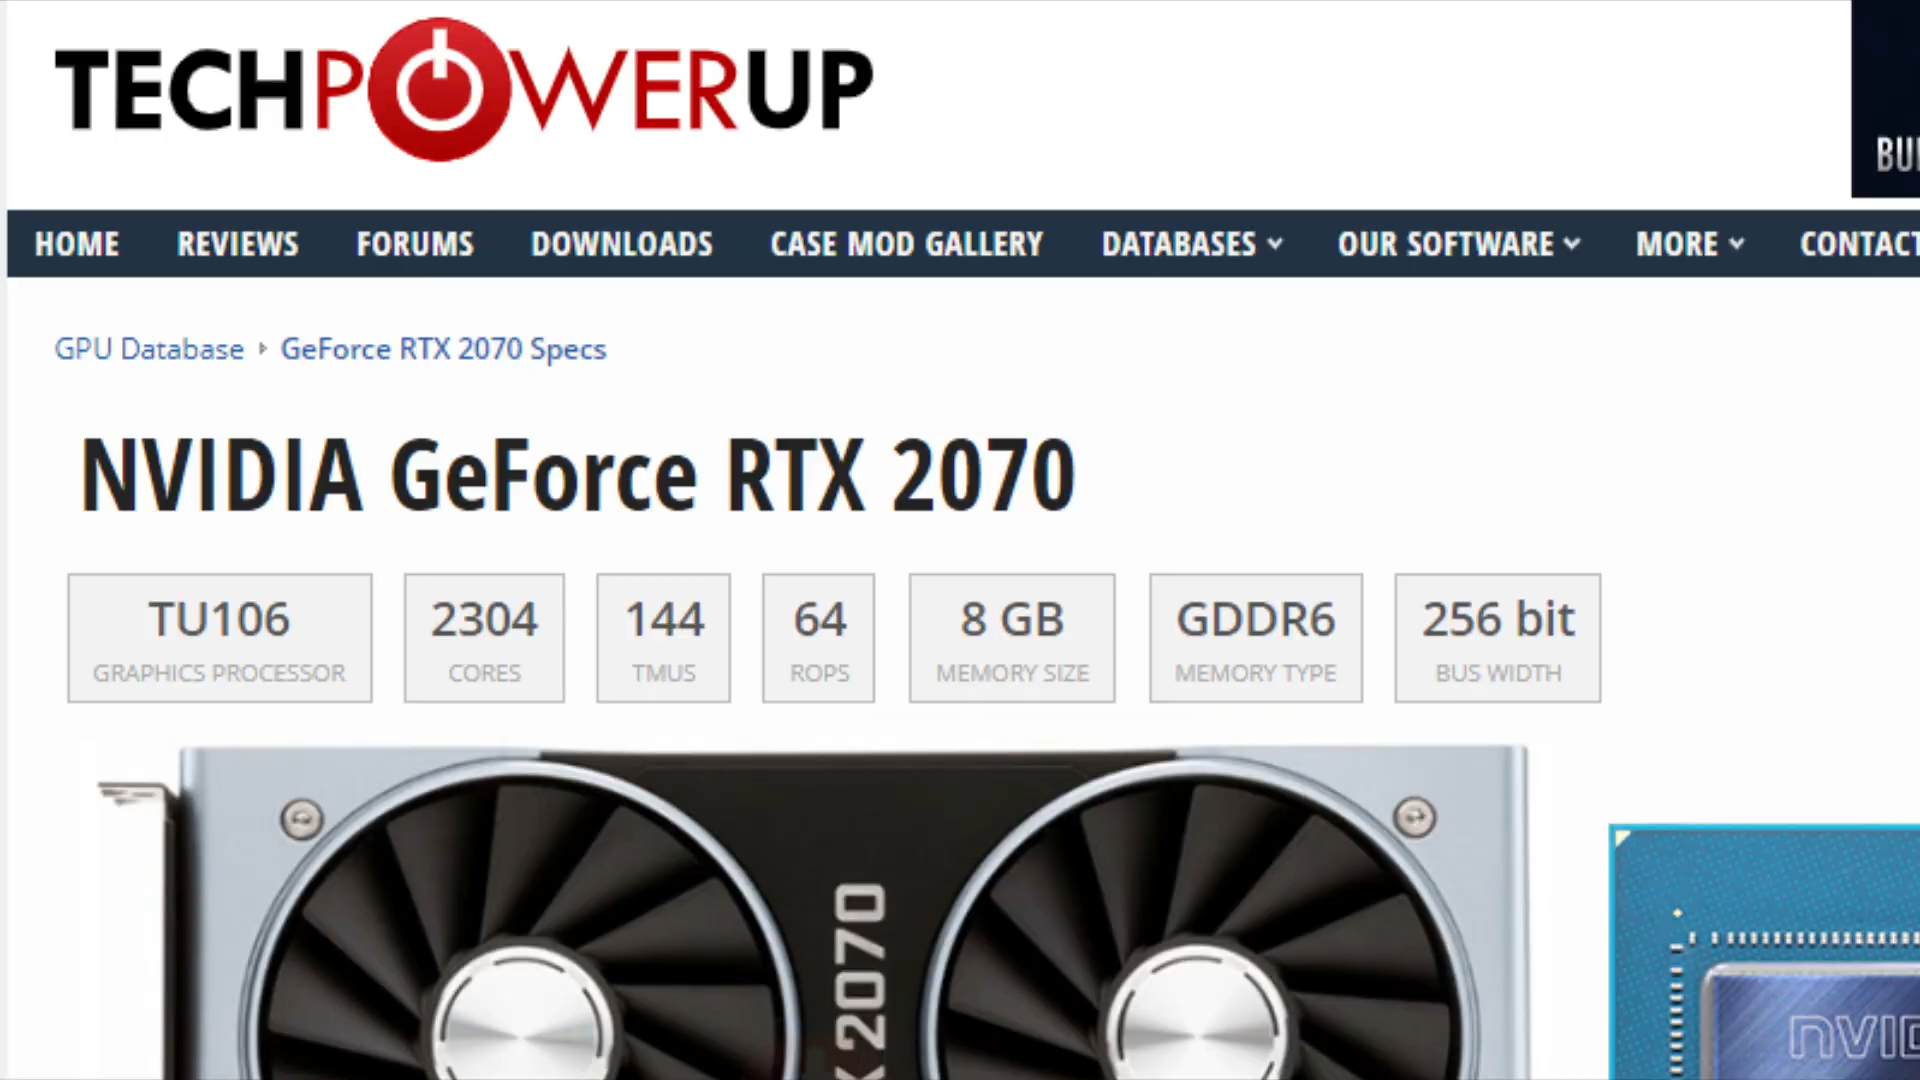 TECHPOWERUP
HOME REVIEWS FORUMS DOWNLOADS CASE MOD GALLERY DATABASES OUR SOFTWARE MORE CONTACT
GPU Database GeForce RTX 2070 Specs
NVIDIA GeForce RTX 2070
TU106 2304 144 64 8 GB GDDR6 256 bit
GRAPHICS PROCESSOR CORES TMUS ROPS MEMORY SIZE MEMORY TYPE BUS WIDTH
2070